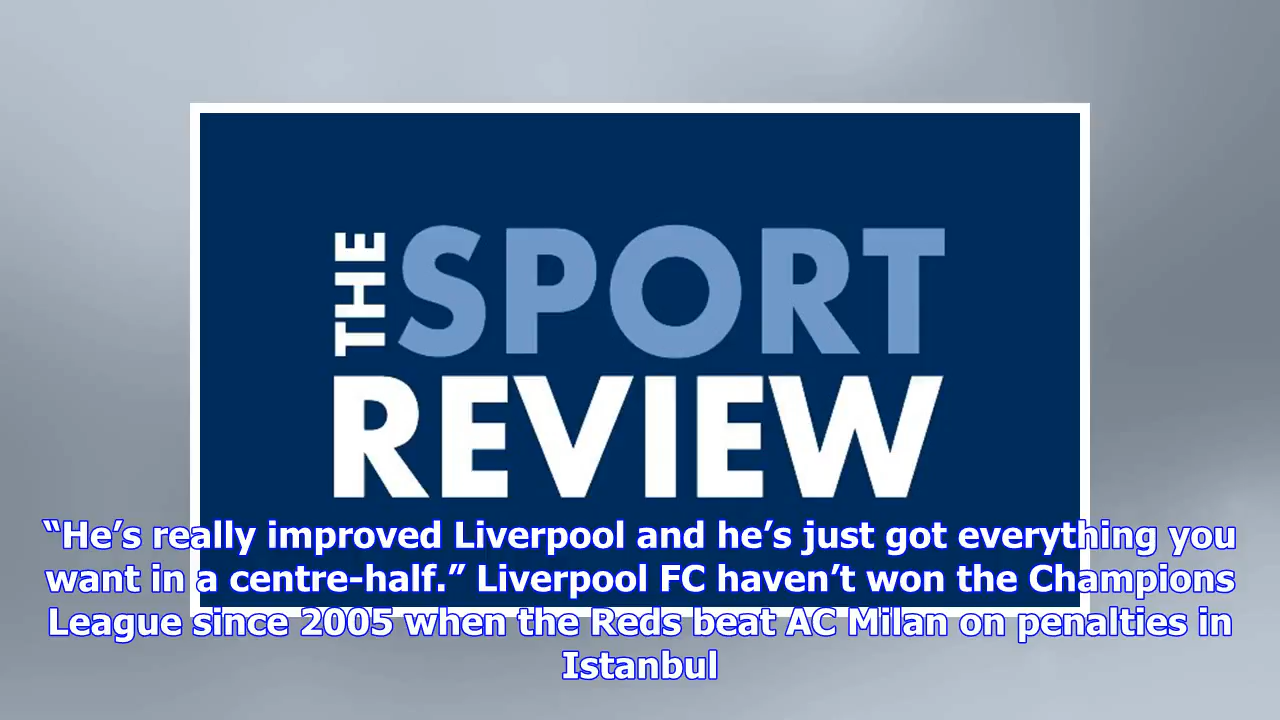 THE SPORT
REVIEW
“He’s really improved Liverpool and he’s just got everything you
want in a centre-half.” Liverpool FC haven’t won the Champions
League since 2005 when the Reds beat AC Milan on penalties in
Istanbul